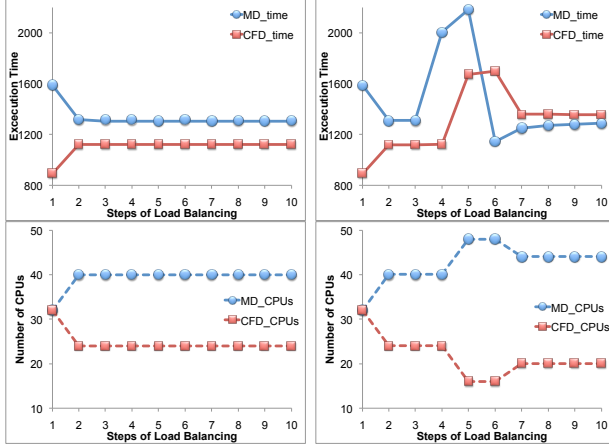 2000
1600
1200
800
Excecution Time
MD_time
CFD_time
1 2 3 4 5 6 7 8 9 10
Steps of Load Balancing
2000
1600
1200
800
Excecution Time
MD_time
CFD_time
1 2 3 4 5 6 7 8 9 10
Steps of Load Balancing
50
40
30
20
10
Number of CPUs
MD_CPUs
CFD_CPUs
1 2 3 4 5 6 7 8 9 10
Steps of Load Balancing
50
40
30
20
10
Number of CPUs
MD_CPUs
CFD_CPUs
1 2 3 4 5 6 7 8 9 10
Steps of Load Balancing